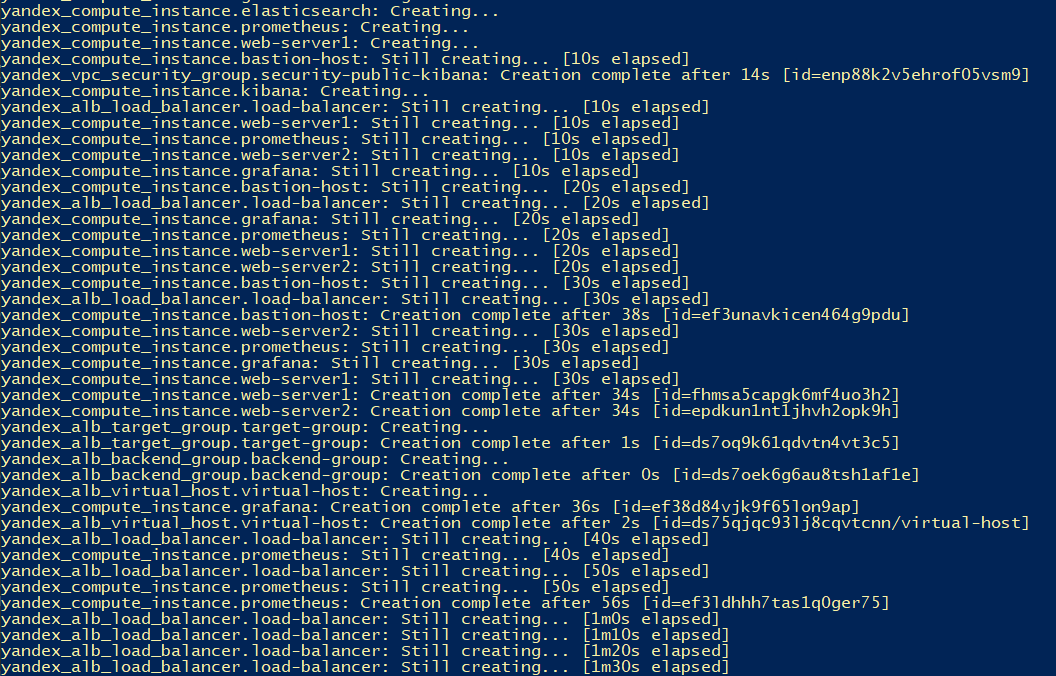 yandex_compute_instance.elasticsearch: Creating...
yandex_compute_instance.prometheus: Creating...
yandex_compute_instance.web-server1: Creating...
yandex_compute_instance.bastion-host: Still creating... [10s elapsed]
yandex_vpc_security_group.security-public-kibana: Creation complete after 14s [id=enp88k2v5ehrof05vsm9]
yandex_compute_instance.kibana: Creating...
yandex_alb_load_balancer.load-balancer: Still creating... [10s elapsed]
yandex_compute_instance.web-server1: Still creating... [10s elapsed]
yandex_compute_instance.prometheus: Still creating... [10s elapsed]
yandex_compute_instance.web-server2: Still creating... [10s elapsed]
yandex_compute_instance.grafana: Still creating... [10s elapsed]
yandex_compute_instance.bastion-host: Still creating... [20s elapsed]
yandex_alb_load_balancer.load-balancer: Still creating... [20s elapsed]
yandex_compute_instance.grafana: Still creating... [20s elapsed]
yandex_compute_instance.prometheus: Still creating... [20s elapsed]
yandex_compute_instance.web-server1: Still creating... [20s elapsed]
yandex_compute_instance.web-server2: Still creating... [20s elapsed]
yandex_compute_instance.bastion-host: Still creating... [30s elapsed]
yandex_alb_load_balancer.load-balancer: Still creating... [30s elapsed]
yandex_compute_instance.bastion-host: Creation complete after 38s [id=ef3unavkicen464g9pdu]
yandex_compute_instance.web-server2: Still creating... [30s elapsed]
yandex_compute_instance.prometheus: Still creating... [30s elapsed]
yandex_compute_instance.grafana: Still creating... [30s elapsed]
yandex_compute_instance.web-server1: Still creating... [30s elapsed]
yandex_compute_instance.web-server1: Creation complete after 34s [id=fhmsa5capgk6mf4uo3h2]
yandex_compute_instance.web-server2: Creation complete after 34s [id=epdkun1nt1jhvh2opk9h]
yandex_alb_target_group.target-group: Creating...
yandex_alb_target_group.target-group: Creation complete after 1s [id=ds7oq9k61qdvtn4vt3c5]
yandex_alb_backend_group.backend-group: Creating...
yandex_alb_backend_group.backend-group: Creation complete after 0s [id=ds7oek6g6au8tsh1af1e]
yandex_alb_virtual_host.virtual-host: Creating...
yandex_compute_instance.grafana: Creation complete after 36s [id=ef38d84vjk9f65lon9ap]
yandex_alb_virtual_host.virtual-host: Creation complete after 2s [id=ds75qjqc93lj8cqvtcnn/virtual-host]
yandex_alb_load_balancer.load-balancer: Still creating... [40s elapsed]
yandex_compute_instance.prometheus: Still creating... [40s elapsed]
yandex_alb_load_balancer.load-balancer: Still creating... [50s elapsed]
yandex_compute_instance.prometheus: Still creating... [50s elapsed]
yandex_compute_instance.prometheus: Creation complete after 56s [id=ef3ldhhh7tas1q0ger75]
yandex_alb_load_balancer.load-balancer: Still creating... [1m0s elapsed]
yandex_alb_load_balancer.load-balancer: Still creating... [1m10s elapsed]
yandex_alb_load_balancer.load-balancer: Still creating... [1m20s elapsed]
yandex_alb_load_balancer.load-balancer: Still creating... [1m30s elapsed]